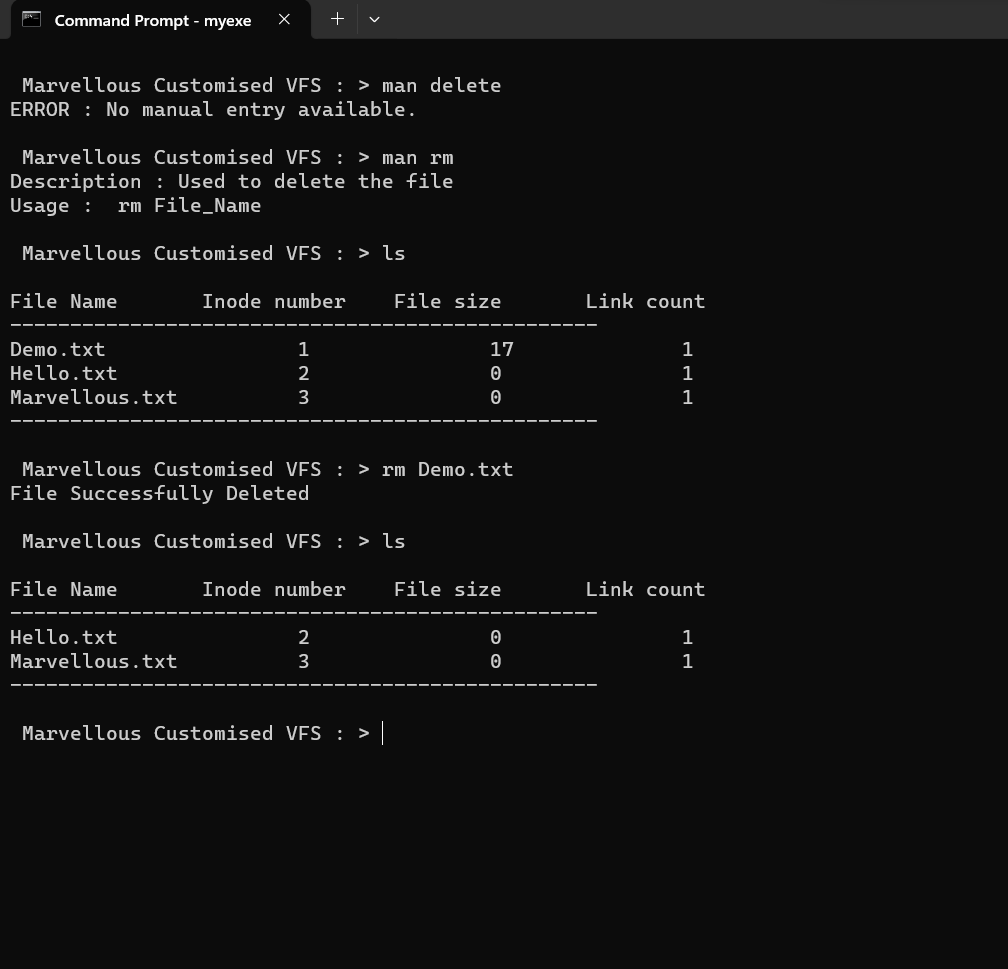 Command Prompt - myexe
Marvellous Customised VFS : > man delete
ERROR : No manual entry available.
Marvellous Customised VFS : > man rm
Description : Used to delete the file
Usage :  rm File_Name
Marvellous Customised VFS : > ls
File Name       Inode number    File size       Link count
-------------------------------------------------
Demo.txt                1               17              1
Hello.txt               2               0               1
Marvellous.txt          3               0               1
-------------------------------------------------
Marvellous Customised VFS : > rm Demo.txt
File Successfully Deleted
Marvellous Customised VFS : > ls
File Name       Inode number    File size       Link count
-------------------------------------------------
Hello.txt               2               0               1
Marvellous.txt          3               0               1
-------------------------------------------------
Marvellous Customised VFS : >